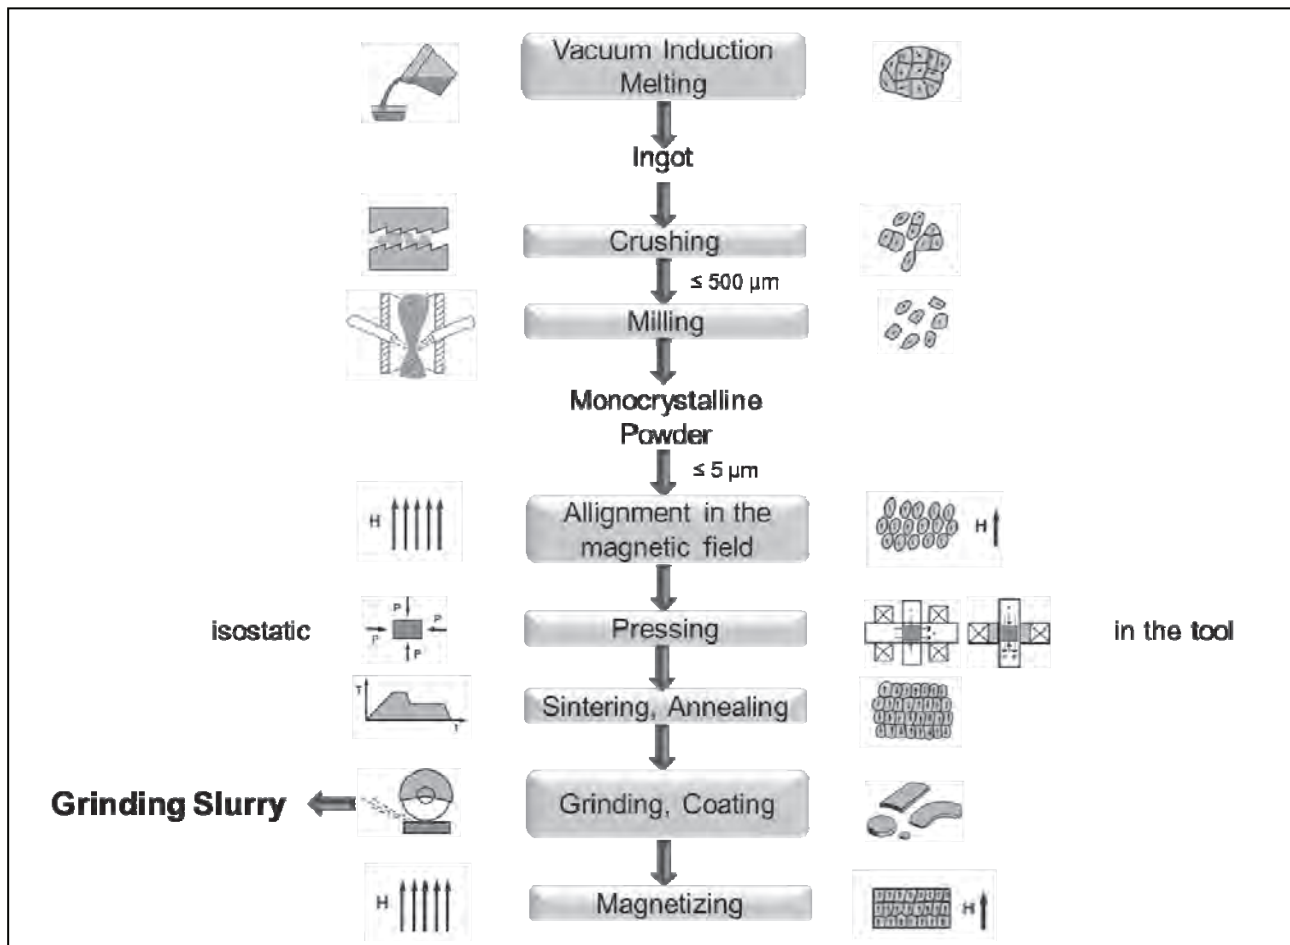 Vacuum Induction
Melting
Ingot
Crushing
≤ 500 µm
Milling
Monocrystalline
Powder
≤ 5 µm
H
Allignment in the
magnetic field
H
isostatic
P
P
P
P
Pressing
in the tool
T
T
Sintering, Annealing
Grinding Slurry
Grinding, Coating
H
Magnetizing
H